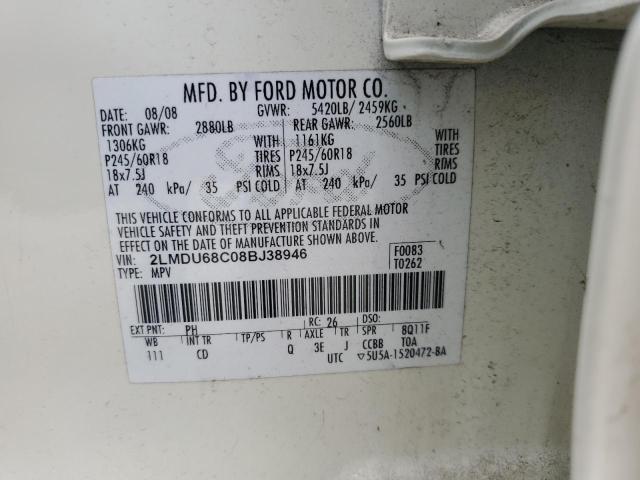 MFD. BY FORD MOTOR CO.
DATE: 08/08 GVWR: 5420LB/ 2459KG
FRONT GAWR: 2880LB REAR GAWR: 2560LB
1306KG WITH 1161KG WITH
P245/60R18 TIRES P245/60R18 TIRES
18x7.5J RIMS 18x7.5J RIMS
AT 240 kPa/ 35 PSI COLD AT 240 kPa/ 35 PSI COLD
Ford
THIS VEHICLE CONFORMS TO ALL APPLICABLE FEDERAL MOTOR
VEHICLE SAFETY AND THEFT PREVENTION STANDARDS IN
EFFECT ON THE DATE OF MANUFACTURE SHOWN ABOVE.
VIN: 2LMDU68C08BJ38946 F0083
TYPE: MPV T0262
EXT PNT: PH RC: 26 DSO:
WB INT TR TP/PS R AXLE TR SPR 8Q11F
111 CD Q 3E J CCBB TOA
UTC ▽5U5A-1520472-BA